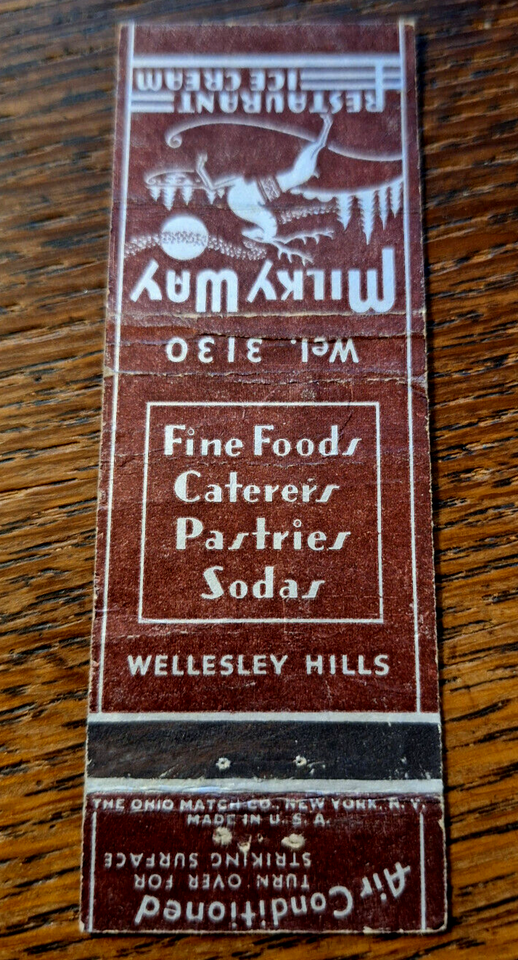 RESTAURANT
ICE CREAM
MILKY WAY
Wel. 3130
Fine Foods
Caterers
Pastries
Sodas
WELLESLEY HILLS
THE OHIO MATCH CO., NEW YORK, N.Y.
MADE IN U.S.A.
Air Conditioned
TURN OVER FOR
STRIKING SURFACE